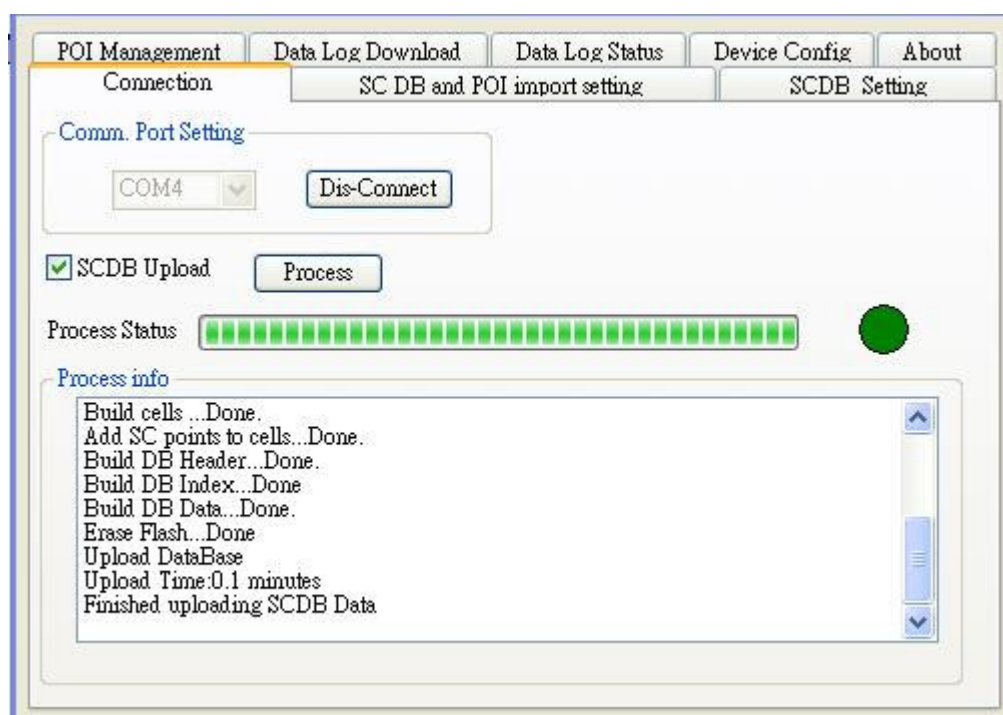 POI Management Data Log Download Data Log Status Device Config About
Connection SC DB and POI import setting SCDB Setting
Comm. Port Setting
COM4 Dis-Connect
SCDB Upload Process
Process Status
Process info
Build cells ...Done.
Add SC points to cells...Done.
Build DB Header...Done.
Build DB Index...Done
Build DB Data...Done.
Erase Flash...Done
Upload DataBase
Upload Time:0.1 minutes
Finished uploading SCDB Data